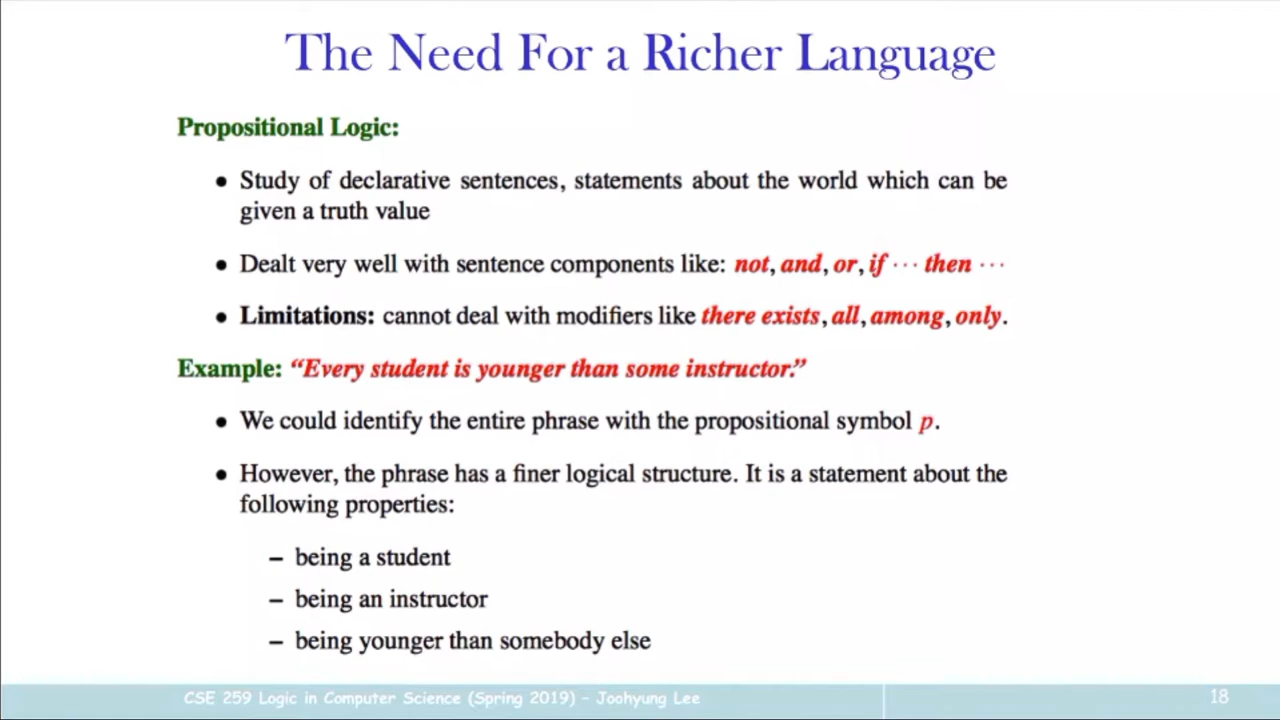 The Need For a Richer Language
Propositional Logic:
• Study of declarative sentences, statements about the world which can be
given a truth value
• Dealt very well with sentence components like: not, and, or, if ··· then ···
• Limitations: cannot deal with modifiers like there exists, all, among, only.
Example: “Every student is younger than some instructor.”
• We could identify the entire phrase with the propositional symbol p.
• However, the phrase has a finer logical structure. It is a statement about the
following properties:
– being a student
– being an instructor
– being younger than somebody else
CSE 259 Logic in Computer Science (Spring 2019) – Joohyung Lee
18